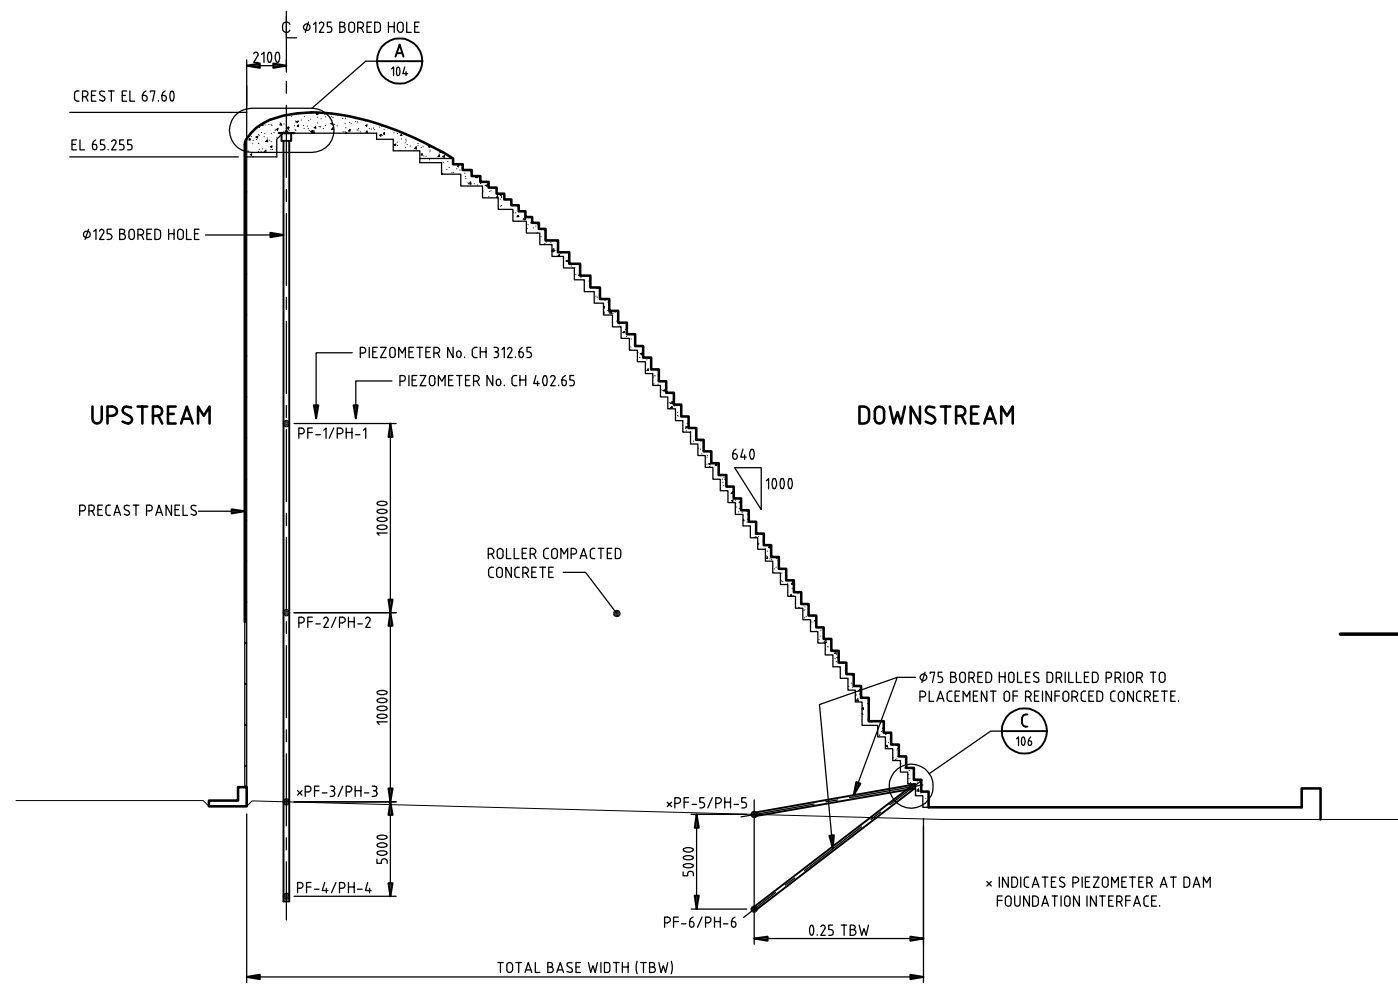 C Ø125 BORED HOLE
2100
A
104
CREST EL 67.60
EL 65.255
Ø125 BORED HOLE
PIEZOMETER No. CH 312.65
PIEZOMETER No. CH 402.65
UPSTREAM
DOWNSTREAM
PF-1/PH-1
640
1000
PRECAST PANELS
10000
ROLLER COMPACTED
CONCRETE
PF-2/PH-2
10000
Ø75 BORED HOLES DRILLED PRIOR TO
PLACEMENT OF REINFORCED CONCRETE.
C
106
×PF-3/PH-3
×PF-5/PH-5
5000
5000
PF-4/PH-4
× INDICATES PIEZOMETER AT DAM
FOUNDATION INTERFACE.
PF-6/PH-6
0.25 TBW
TOTAL BASE WIDTH (TBW)